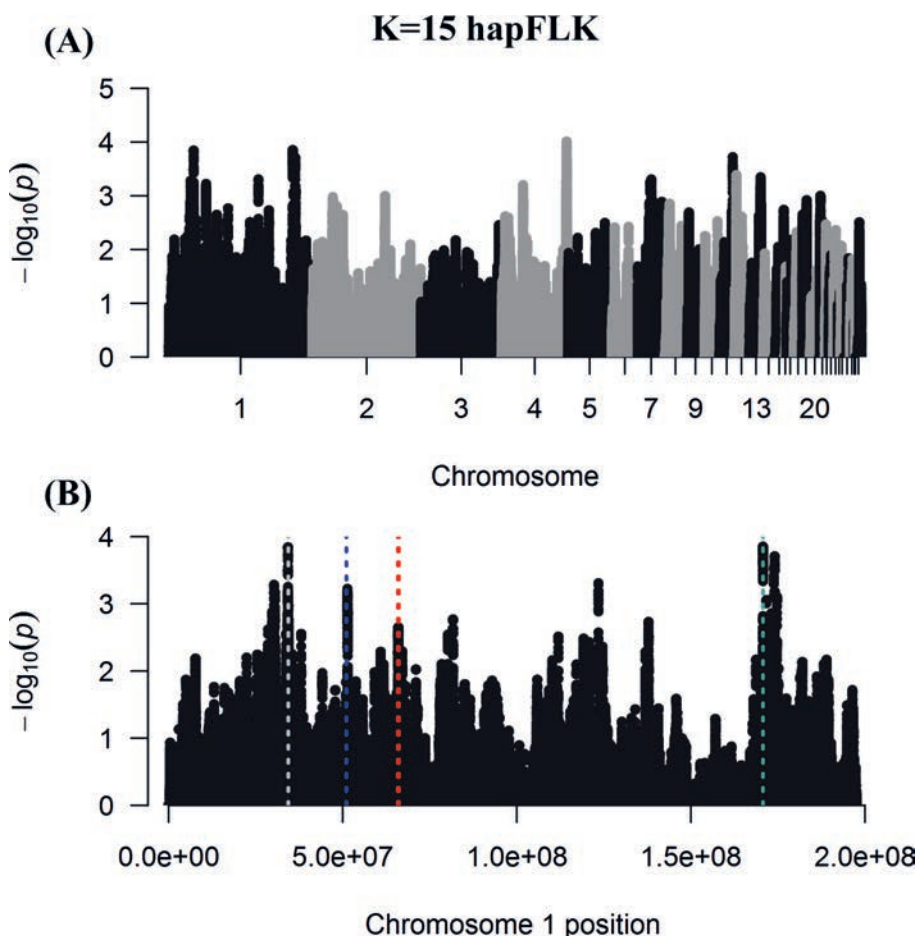 K=15 hapFLK
(A)
5
4
3
2
1
0
− log10(p)
1 2 3 4 5 7 9 13 20
Chromosome
(B)
4
3
2
1
0
− log10(p)
0.0e+00 5.0e+07 1.0e+08 1.5e+08 2.0e+08
Chromosome 1 position